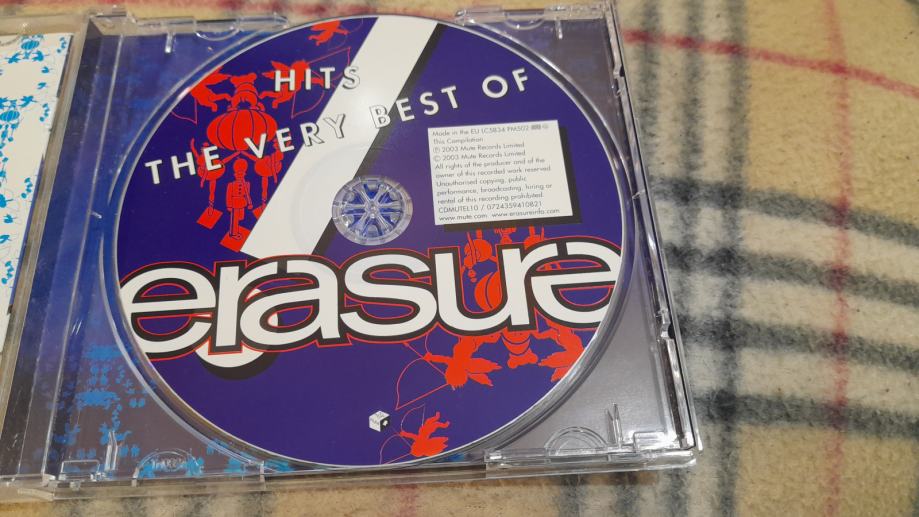 HITS
THE VERY BEST OF
Made in the EU LC5834 PM502
This Compilation
℗ 2003 Mute Records Limited
© 2003 Mute Records Limited
All rights of the producer and of the
owner of this recorded work reserved.
Unauthorised copying, public
performance, broadcasting, hiring or
rental of this recording prohibited.
CDMUTEL10 / 0724359410821
www.mute.com www.erasureinfo.com
erasure